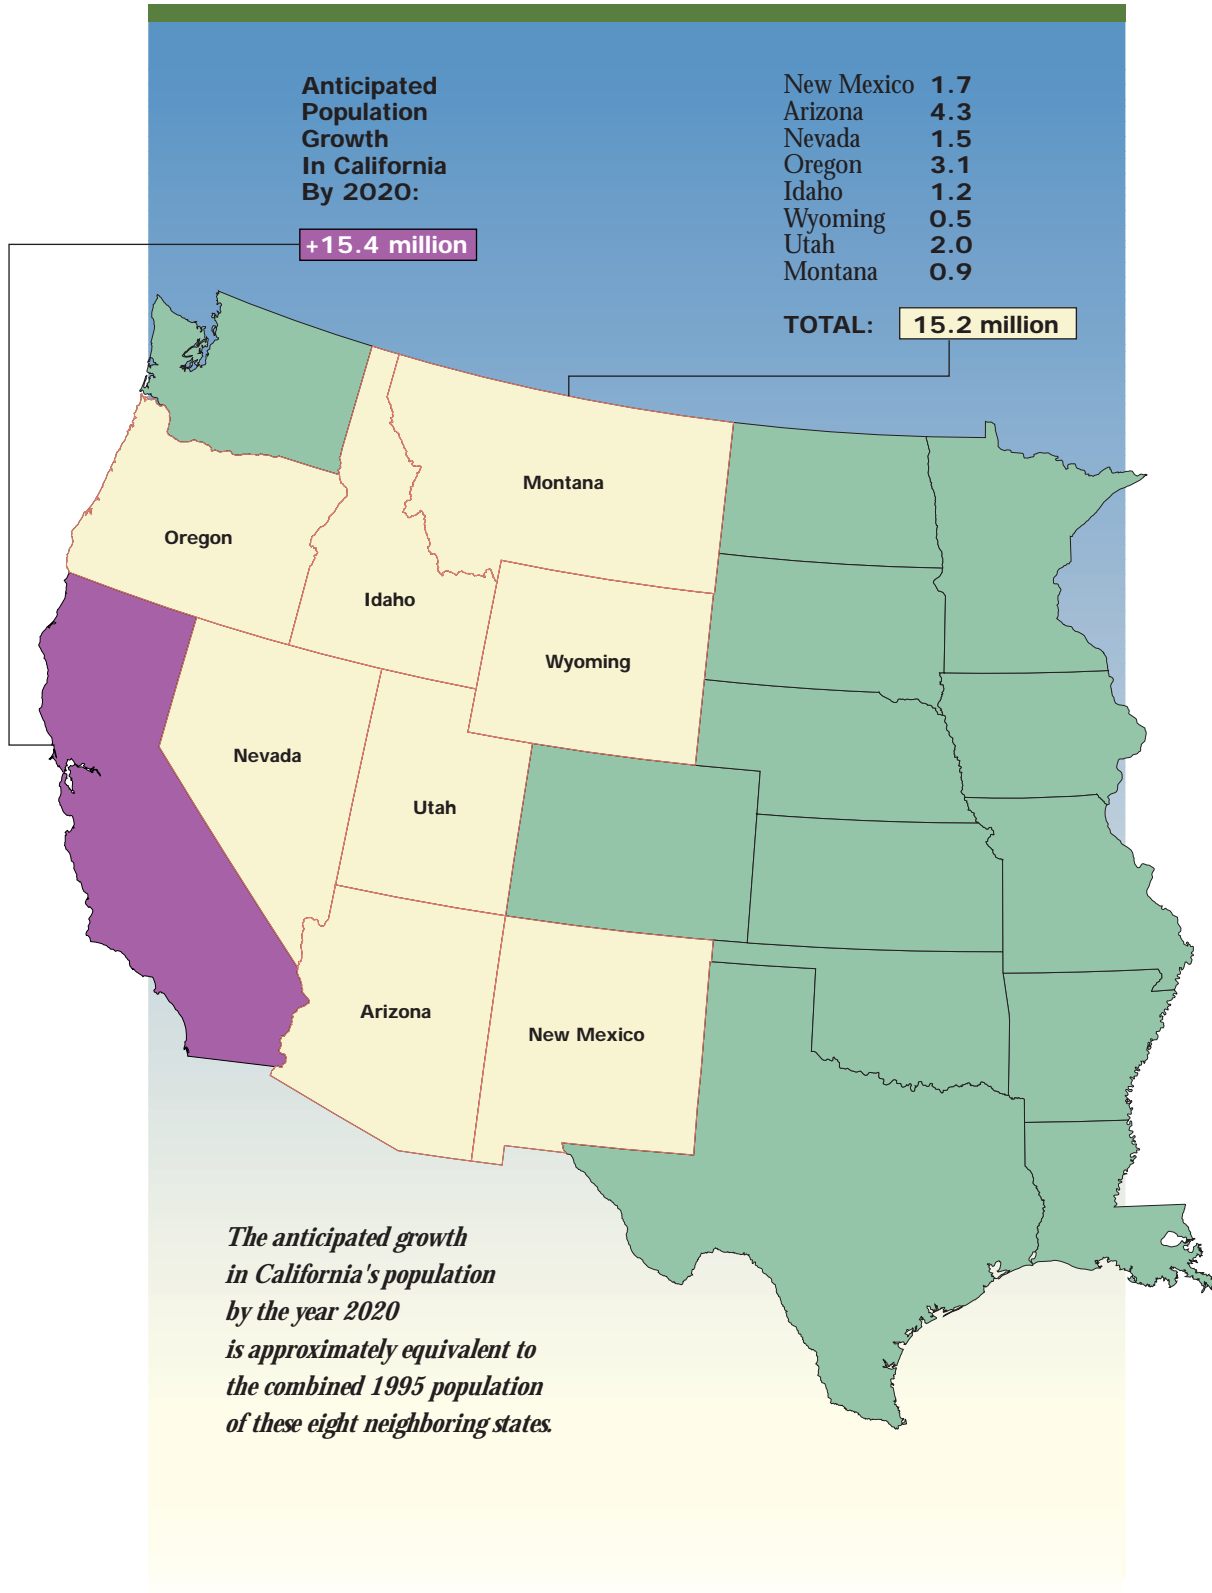 Anticipated
Population
Growth
In California
By 2020:
+15.4 million
New Mexico 1.7
Arizona 4.3
Nevada 1.5
Oregon 3.1
Idaho 1.2
Wyoming 0.5
Utah 2.0
Montana 0.9
TOTAL: 15.2 million
Montana
Oregon
Idaho
Wyoming
Nevada
Utah
Arizona
New Mexico
The anticipated growth
in California's population
by the year 2020
is approximately equivalent to
the combined 1995 population
of these eight neighboring states.